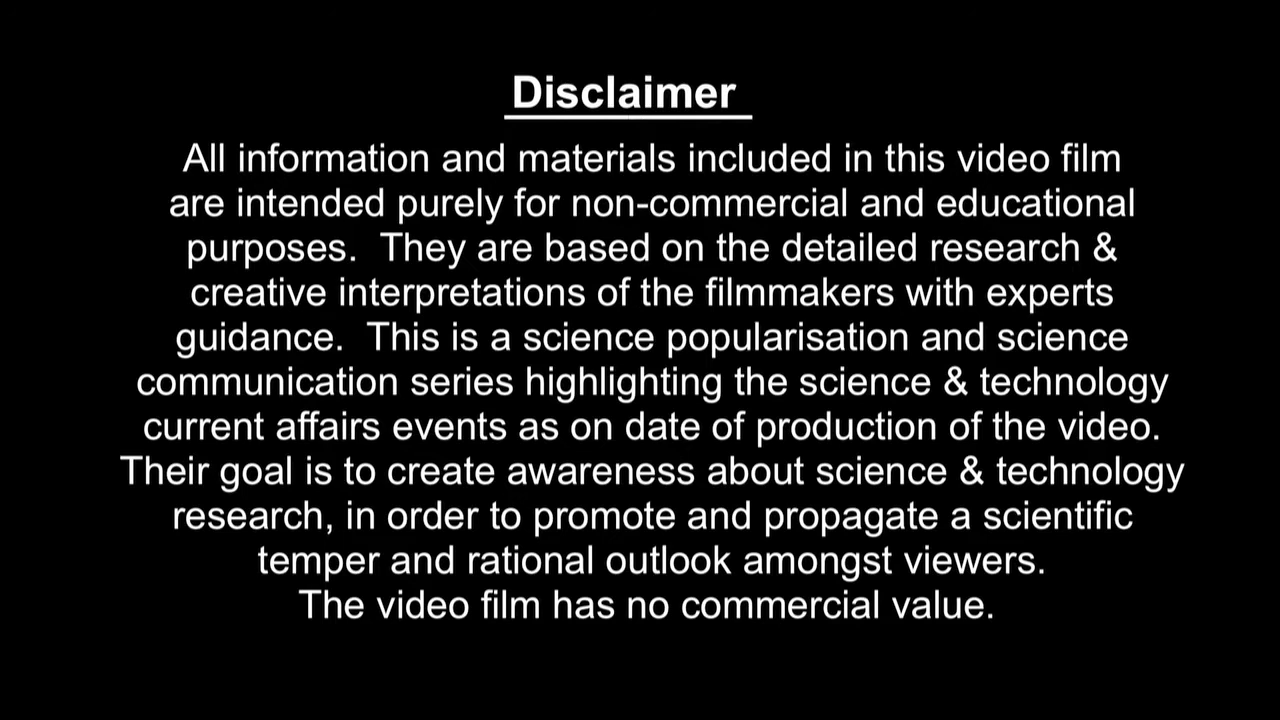 Disclaimer
All information and materials included in this video film
are intended purely for non-commercial and educational
purposes.  They are based on the detailed research &
creative interpretations of the filmmakers with experts
guidance.  This is a science popularisation and science
communication series highlighting the science & technology
current affairs events as on date of production of the video.
Their goal is to create awareness about science & technology
research, in order to promote and propagate a scientific
temper and rational outlook amongst viewers.
The video film has no commercial value.